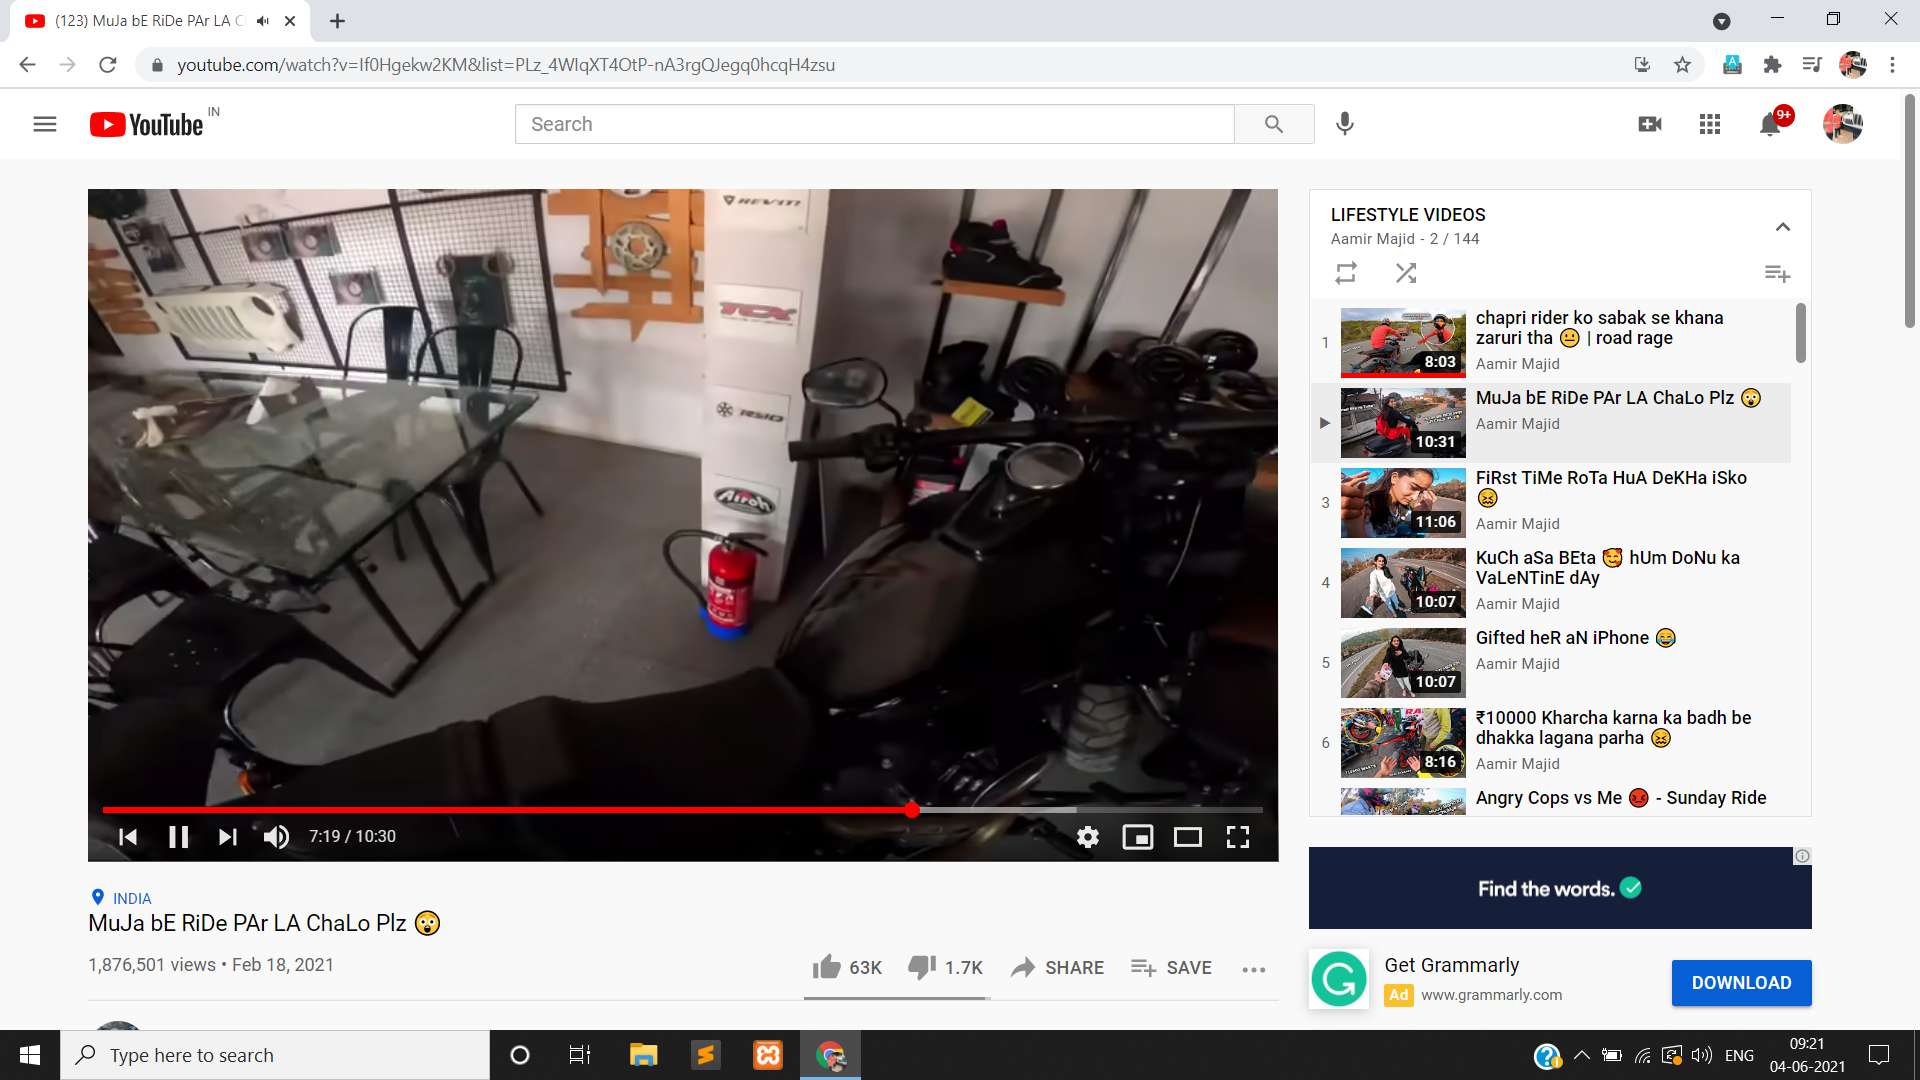 (123) MuJa bE RiDe PAr LA C
youtube.com/watch?v=If0Hgekw2KM&list=PLz_4WIqXT4OtP-nA3rgQJegq0hcqH4zsu
YouTube IN
Search
9+
REV'IT!
TCX
Airoh
7:19 / 10:30
LIFESTYLE VIDEOS
Aamir Majid - 2 / 144
1
8:03
chapri rider ko sabak se khana
zaruri tha 😐 | road rage
Aamir Majid
10:31
MuJa bE RiDe PAr LA ChaLo Plz 😲
Aamir Majid
3
11:06
FiRst TiMe RoTa HuA DeKHa iSko
😖
Aamir Majid
4
10:07
KuCh aSa BEta 🥰 hUm DoNu ka
VaLeNTinE dAy
Aamir Majid
5
10:07
Gifted heR aN iPhone 😂
Aamir Majid
6
8:16
₹10000 Kharcha karna ka badh be
dhakka lagana parha 😖
Aamir Majid
Angry Cops vs Me 😡 - Sunday Ride
INDIA
MuJa bE RiDe PAr LA ChaLo Plz 😲
1,876,501 views • Feb 18, 2021
63K
1.7K
SHARE
SAVE
Find the words.
Get Grammarly
Ad www.grammarly.com
DOWNLOAD
Type here to search
ENG
09:21
04-06-2021